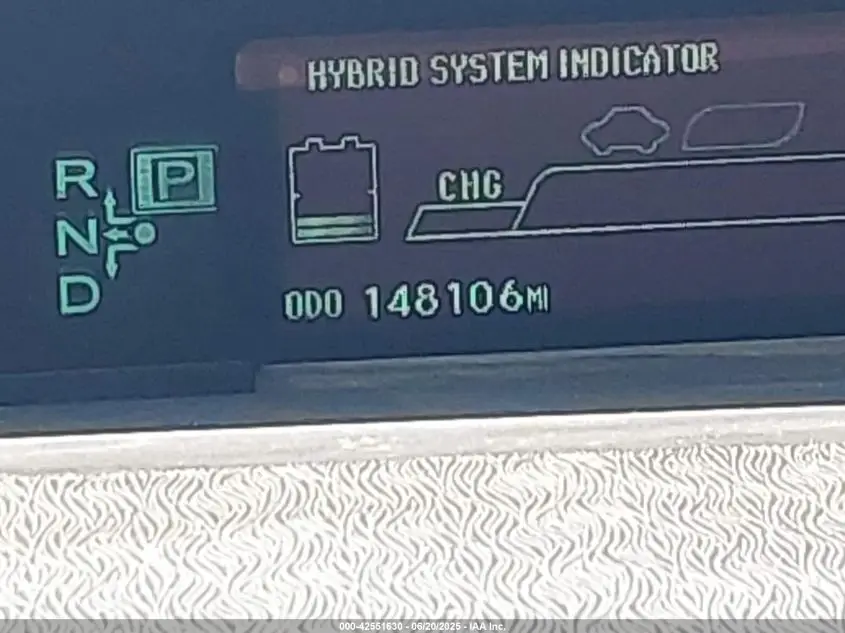 HYBRID SYSTEM INDICATOR
R P
CHG
N
D
ODO 148106MI
000-42551630 - 06/20/2025 - IAA Inc.